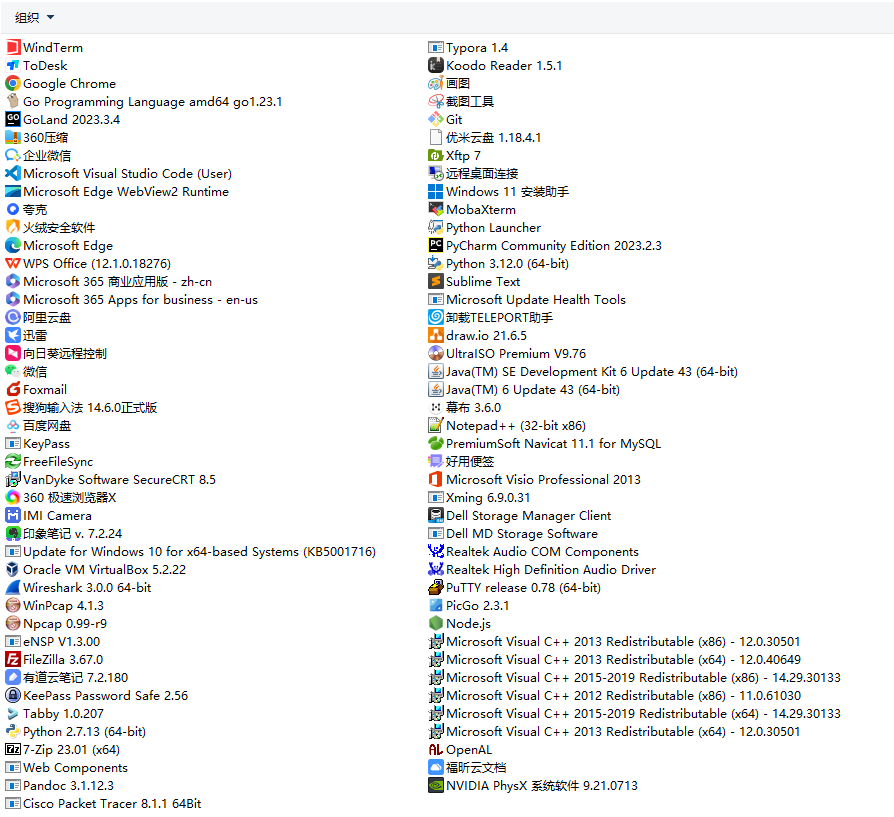 组织
WindTerm
ToDesk
Google Chrome
Go Programming Language amd64 go1.23.1
GoLand 2023.3.4
360压缩
企业微信
Microsoft Visual Studio Code (User)
Microsoft Edge WebView2 Runtime
夸克
火绒安全软件
Microsoft Edge
WPS Office (12.1.0.18276)
Microsoft 365 商业应用版 - zh-cn
Microsoft 365 Apps for business - en-us
阿里云盘
迅雷
向日葵远程控制
微信
Foxmail
搜狗输入法 14.6.0正式版
百度网盘
KeyPass
FreeFileSync
VanDyke Software SecureCRT 8.5
360 极速浏览器X
IMI Camera
印象笔记 v. 7.2.24
Update for Windows 10 for x64-based Systems (KB5001716)
Oracle VM VirtualBox 5.2.22
Wireshark 3.0.0 64-bit
WinPcap 4.1.3
Npcap 0.99-r9
eNSP V1.3.00
FileZilla 3.67.0
有道云笔记 7.2.180
KeePass Password Safe 2.56
Tabby 1.0.207
Python 2.7.13 (64-bit)
7-Zip 23.01 (x64)
Web Components
Pandoc 3.1.12.3
Cisco Packet Tracer 8.1.1 64Bit
Typora 1.4
Koodo Reader 1.5.1
画图
截图工具
Git
优米云盘 1.18.4.1
Xftp 7
远程桌面连接
Windows 11 安装助手
MobaXterm
Python Launcher
PyCharm Community Edition 2023.2.3
Python 3.12.0 (64-bit)
Sublime Text
Microsoft Update Health Tools
卸载TELEPORT助手
draw.io 21.6.5
UltraISO Premium V9.76
Java(TM) SE Development Kit 6 Update 43 (64-bit)
Java(TM) 6 Update 43 (64-bit)
幕布 3.6.0
Notepad++ (32-bit x86)
PremiumSoft Navicat 11.1 for MySQL
好用便签
Microsoft Visio Professional 2013
Xming 6.9.0.31
Dell Storage Manager Client
Dell MD Storage Software
Realtek Audio COM Components
Realtek High Definition Audio Driver
PuTTY release 0.78 (64-bit)
PicGo 2.3.1
Node.js
Microsoft Visual C++ 2013 Redistributable (x86) - 12.0.30501
Microsoft Visual C++ 2013 Redistributable (x64) - 12.0.40649
Microsoft Visual C++ 2015-2019 Redistributable (x86) - 14.29.30133
Microsoft Visual C++ 2012 Redistributable (x86) - 11.0.61030
Microsoft Visual C++ 2015-2019 Redistributable (x64) - 14.29.30133
Microsoft Visual C++ 2013 Redistributable (x64) - 12.0.30501
OpenAL
福昕云文档
NVIDIA PhysX 系统软件 9.21.0713